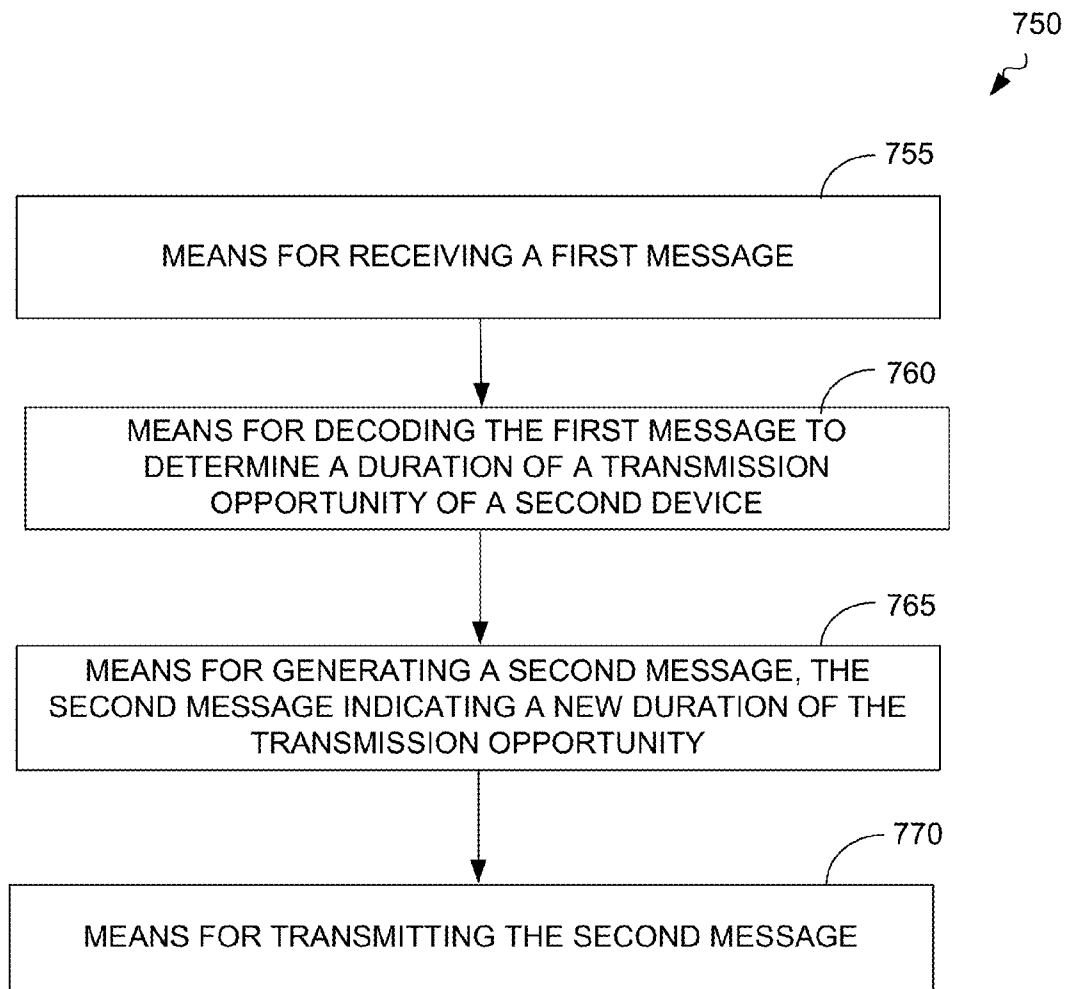 750
755
MEANS FOR RECEIVING A FIRST MESSAGE
760
MEANS FOR DECODING THE FIRST MESSAGE TO
DETERMINE A DURATION OF A TRANSMISSION
OPPORTUNITY OF A SECOND DEVICE
765
MEANS FOR GENERATING A SECOND MESSAGE, THE
SECOND MESSAGE INDICATING A NEW DURATION OF THE
TRANSMISSION OPPORTUNITY
770
MEANS FOR TRANSMITTING THE SECOND MESSAGE